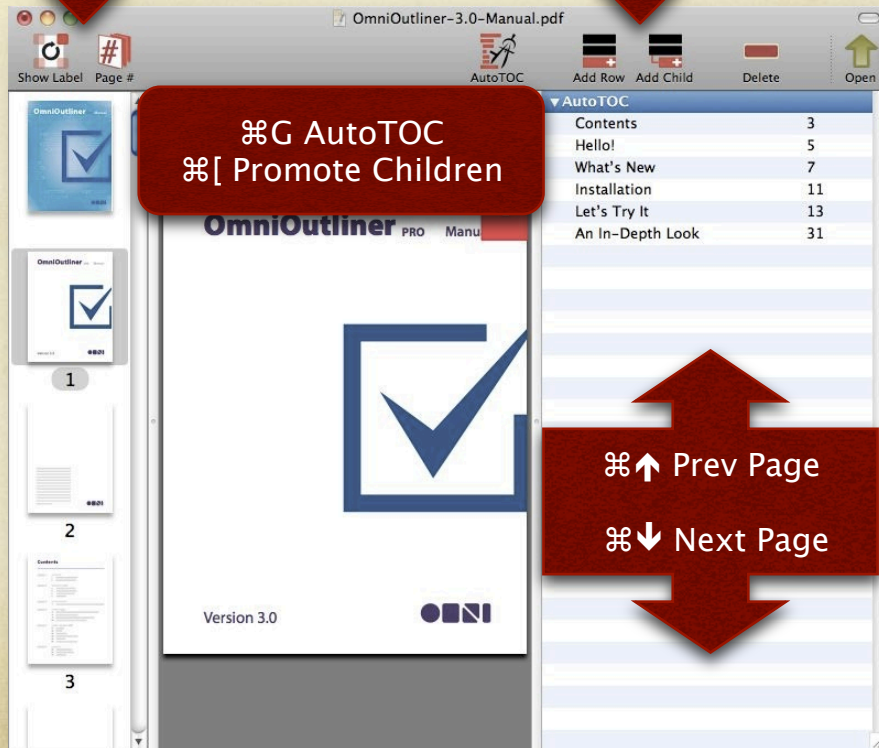 OmniOutliner-3.0-Manual.pdf
Show Label
Page #
AutoTOC
Add Row
Add Child
Delete
Open
OmniOutliner
⌘G AutoTOC
⌘[ Promote Children
▼AutoTOC
Contents 3
Hello! 5
What's New 7
Installation 11
Let's Try It 13
An In-Depth Look 31
OmniOutliner PRO Manu
OmniOutliner
1
2
Contents
3
⌘↑ Prev Page
⌘↓ Next Page
Version 3.0
OMNI